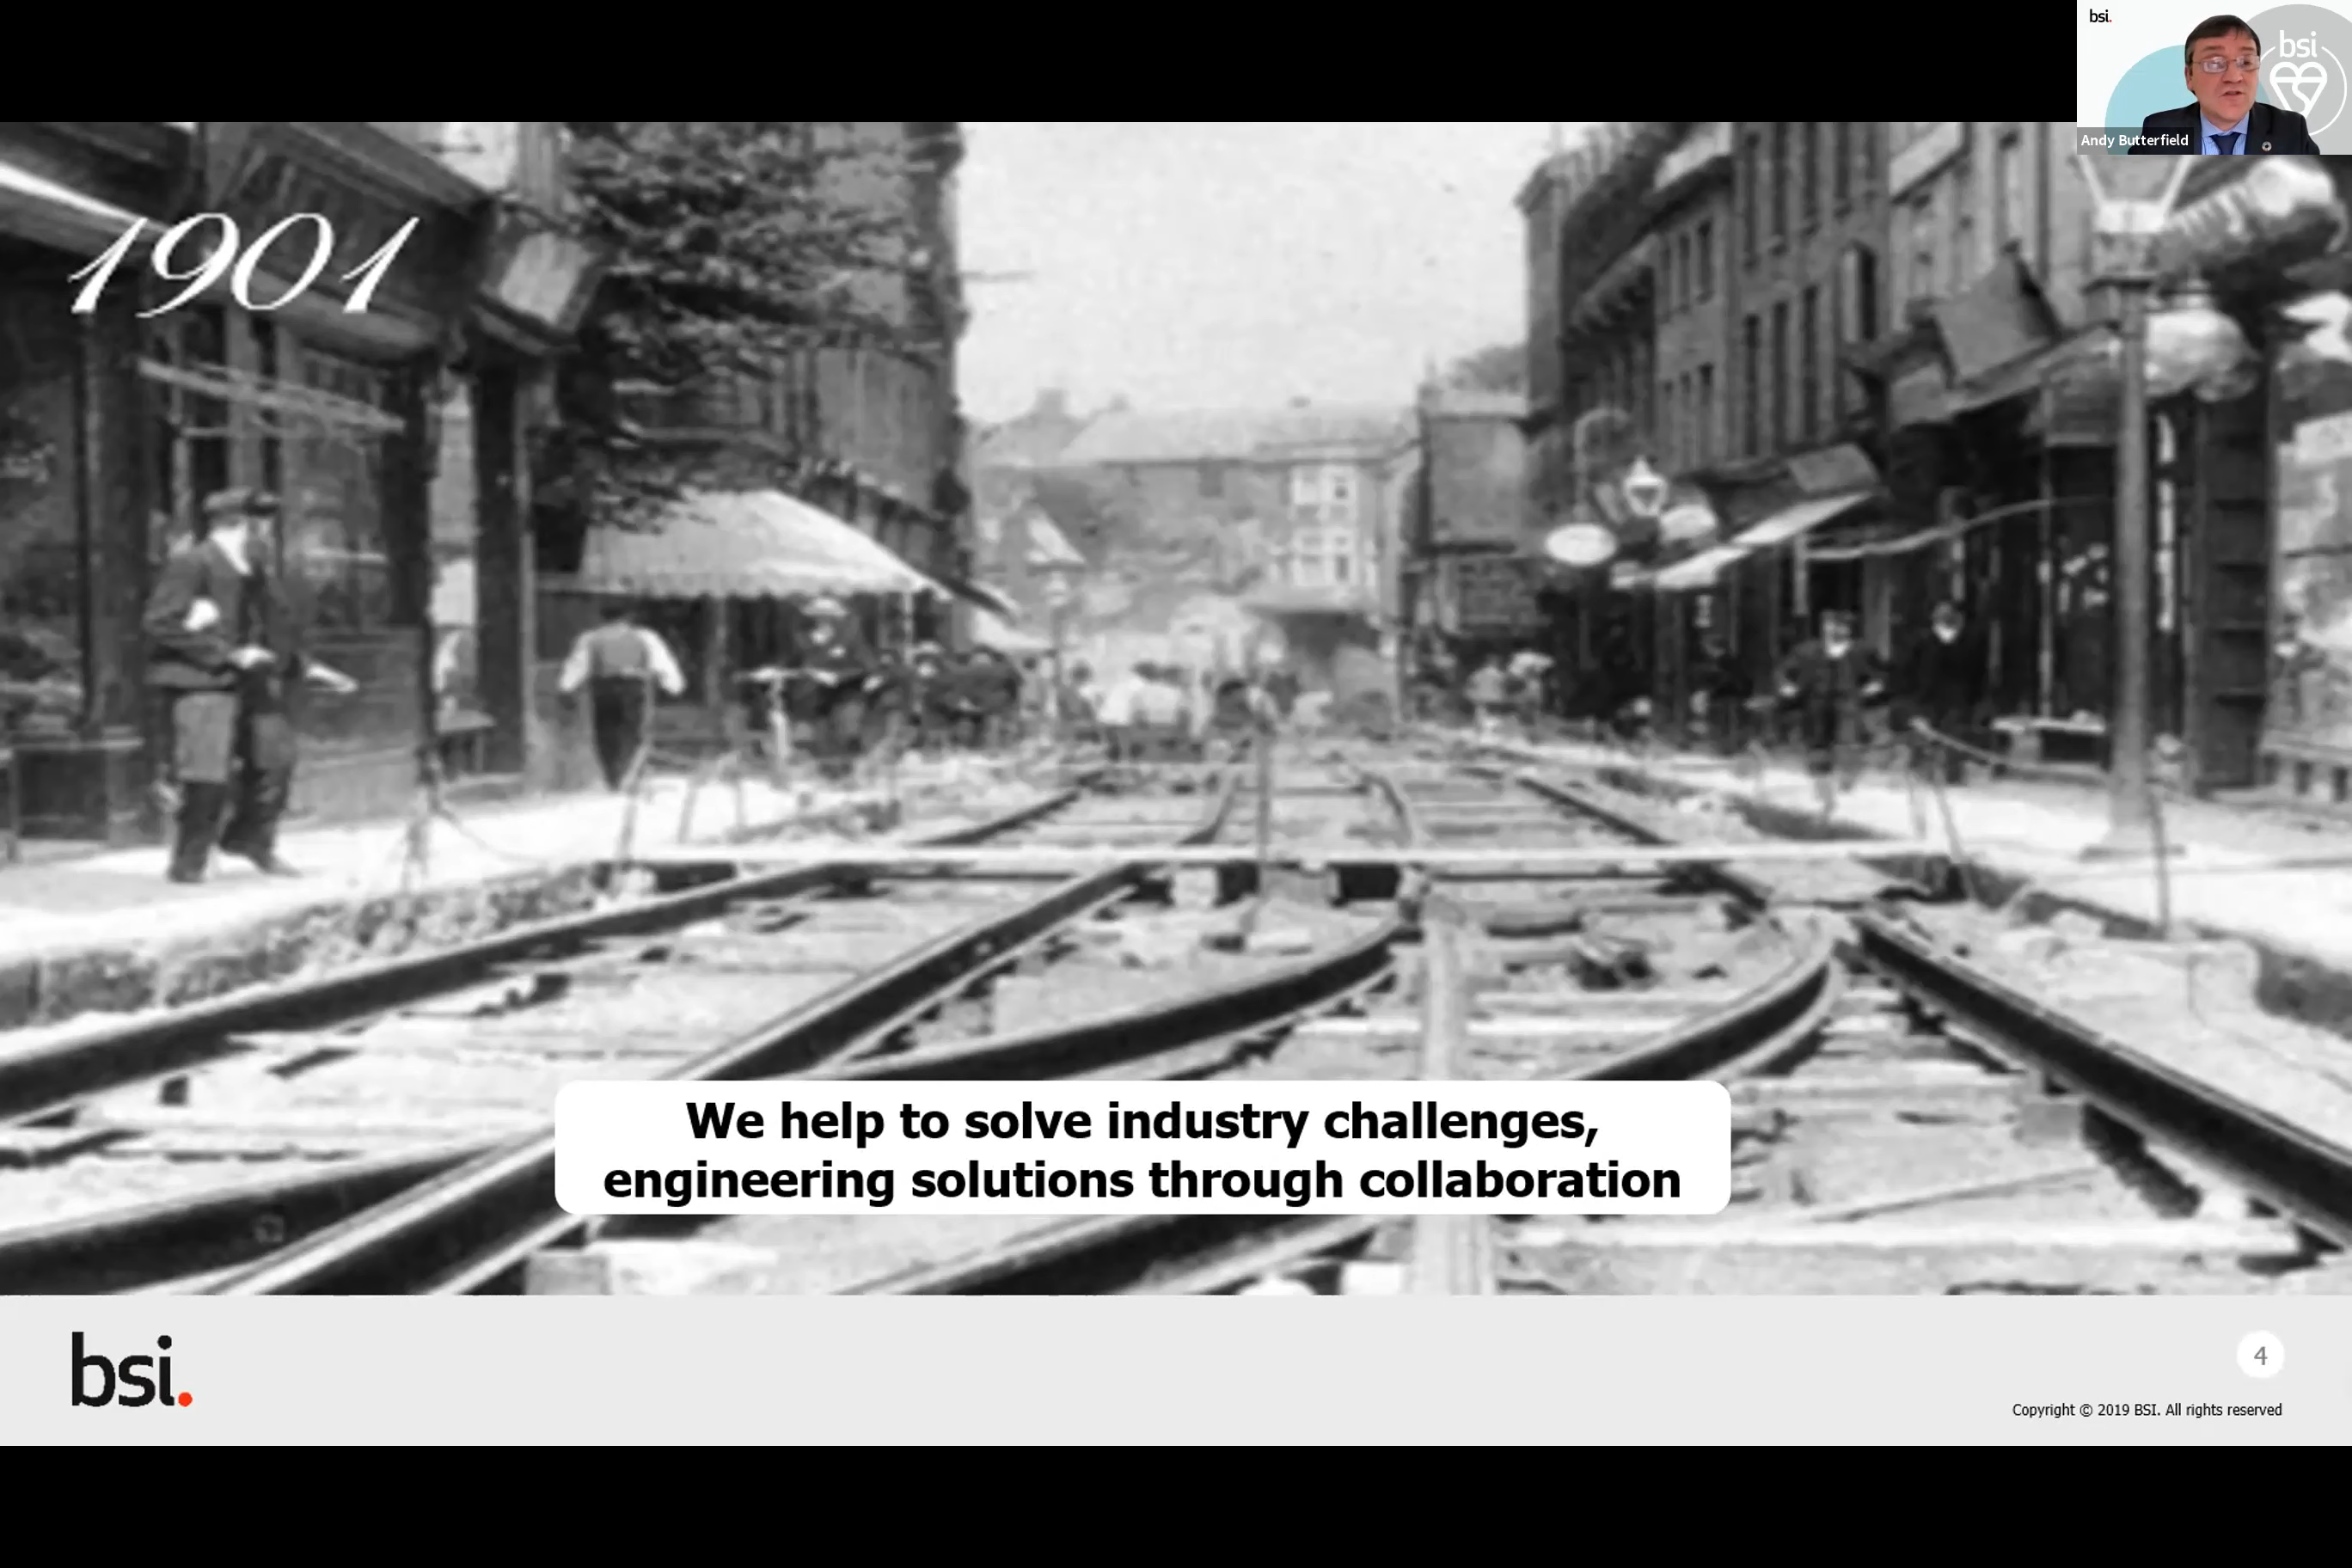 bsi.
bsi
Andy Butterfield
1901
We help to solve industry challenges,
engineering solutions through collaboration
bsi.
4
Copyright © 2019 BSI. All rights reserved